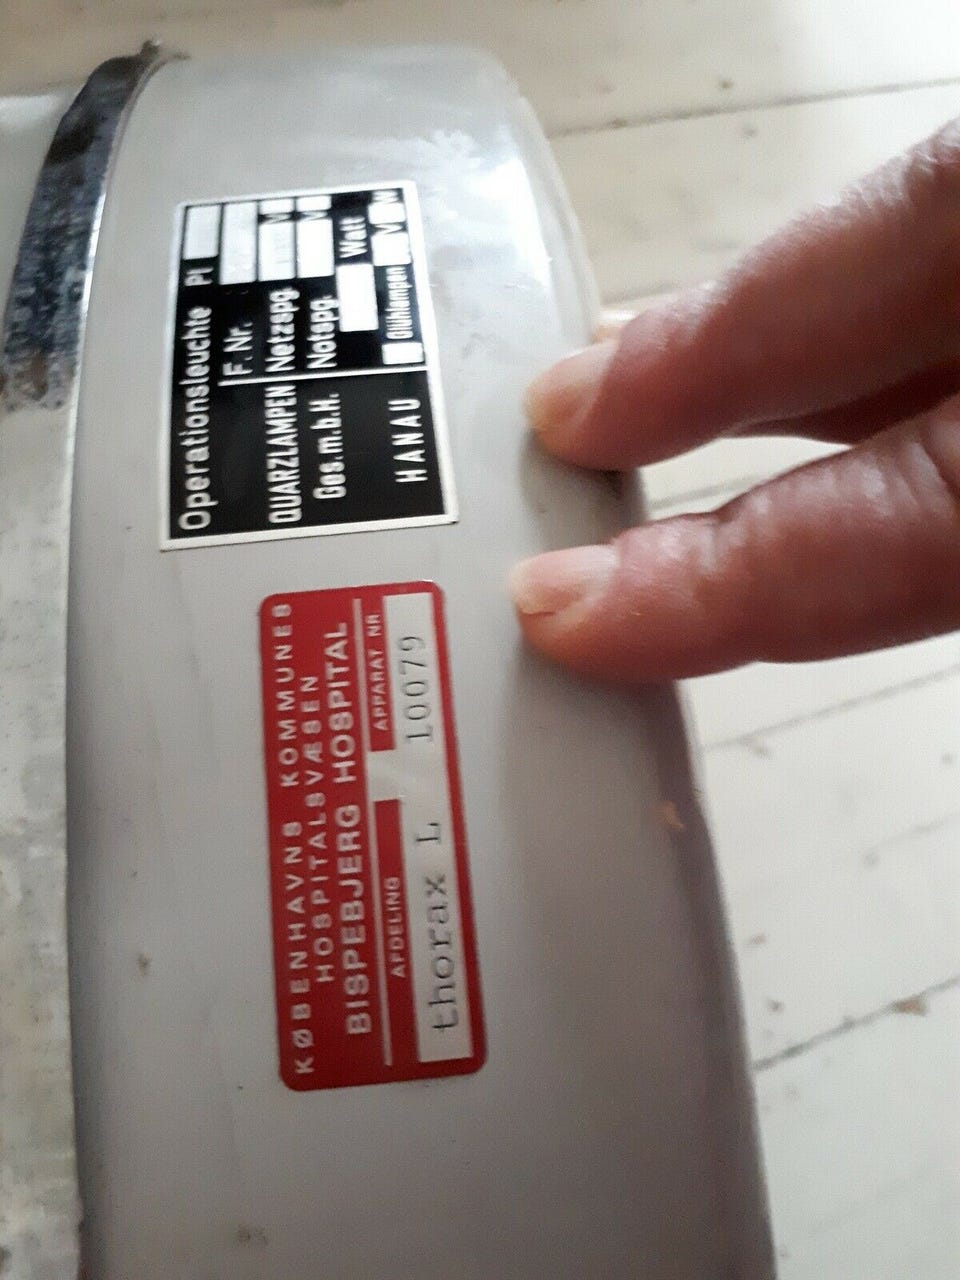 Operationsleuchte Pl
F. Nr.
QUARZLAMPEN Netzspg. V
Ges.m.b.H. Notspg. V
Watt
HANAU Glühlampen V W
KØBENHAVNS KOMMUNES
HOSPITALSVÆSEN
BISPEBJERG HOSPITAL
AFDELING APPARAT NR
thorax L 10079